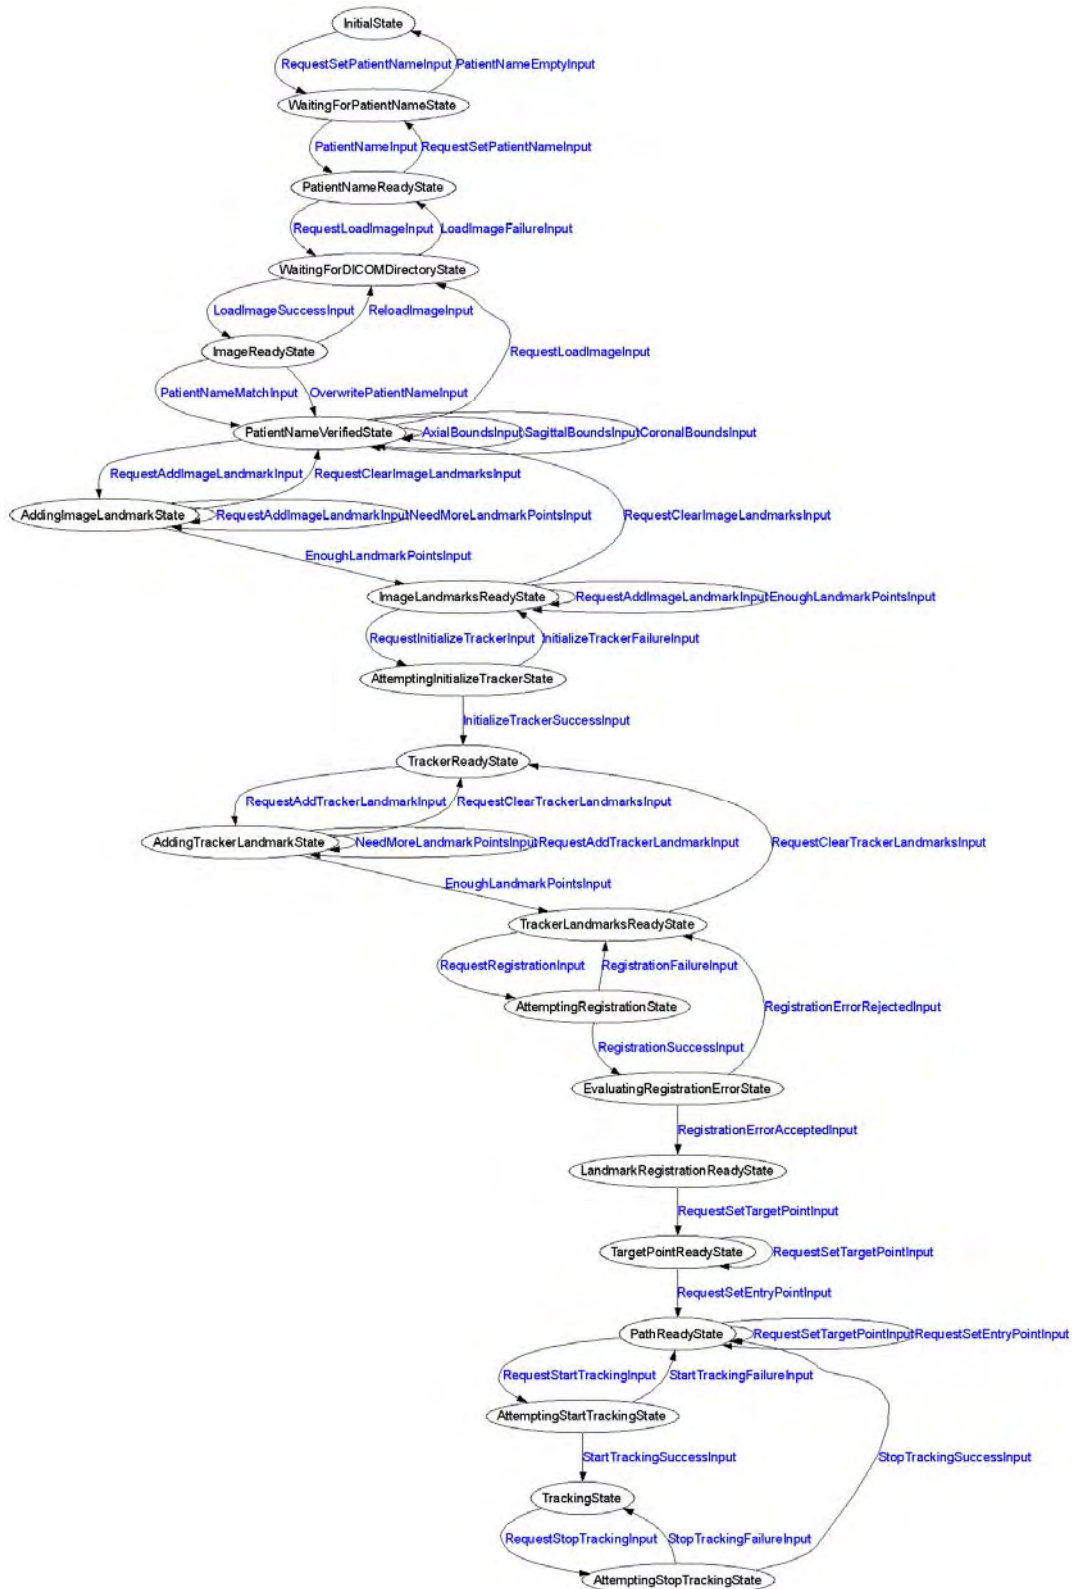 InitialState
RequestSetPatientNameInput PatientNameEmptyInput
WaitingForPatientNameState
PatientNameInput RequestSetPatientNameInput
PatientNameReadyState
RequestLoadImageInput LoadImageFailureInput
WaitingForDICOMDirectoryState
LoadImageSuccessInput ReloadImageInput
ImageReadyState
RequestLoadImageInput
PatientNameMatchInput OverwritePatientNameInput
PatientNameVerifiedState
AxialBoundsInput SagittalBoundsInput CoronalBoundsInput
RequestAddImageLandmarkInput RequestClearImageLandmarksInput
AddingImageLandmarkState
RequestAddImageLandmarkInput NeedMoreLandmarkPointsInput
RequestClearImageLandmarksInput
EnoughLandmarkPointsInput
ImageLandmarksReadyState
RequestAddImageLandmarkInput EnoughLandmarkPointsInput
RequestInitializeTrackerInput InitializeTrackerFailureInput
AttemptingInitializeTrackerState
InitializeTrackerSuccessInput
TrackerReadyState
RequestAddTrackerLandmarkInput RequestClearTrackerLandmarksInput
AddingTrackerLandmarkState
NeedMoreLandmarkPointsInput RequestAddTrackerLandmarkInput
RequestClearTrackerLandmarksInput
EnoughLandmarkPointsInput
TrackerLandmarksReadyState
RequestRegistrationInput RegistrationFailureInput
AttemptingRegistrationState
RegistrationErrorRejectedInput
RegistrationSuccessInput
EvaluatingRegistrationErrorState
RegistrationErrorAcceptedInput
LandmarkRegistrationReadyState
RequestSetTargetPointInput
TargetPointReadyState
RequestSetTargetPointInput
RequestSetEntryPointInput
PathReadyState
RequestSetTargetPointInput RequestSetEntryPointInput
RequestStartTrackingInput StartTrackingFailureInput
AttemptingStartTrackingState
StartTrackingSuccessInput
StopTrackingSuccessInput
TrackingState
RequestStopTrackingInput StopTrackingFailureInput
AttemptingStopTrackingState